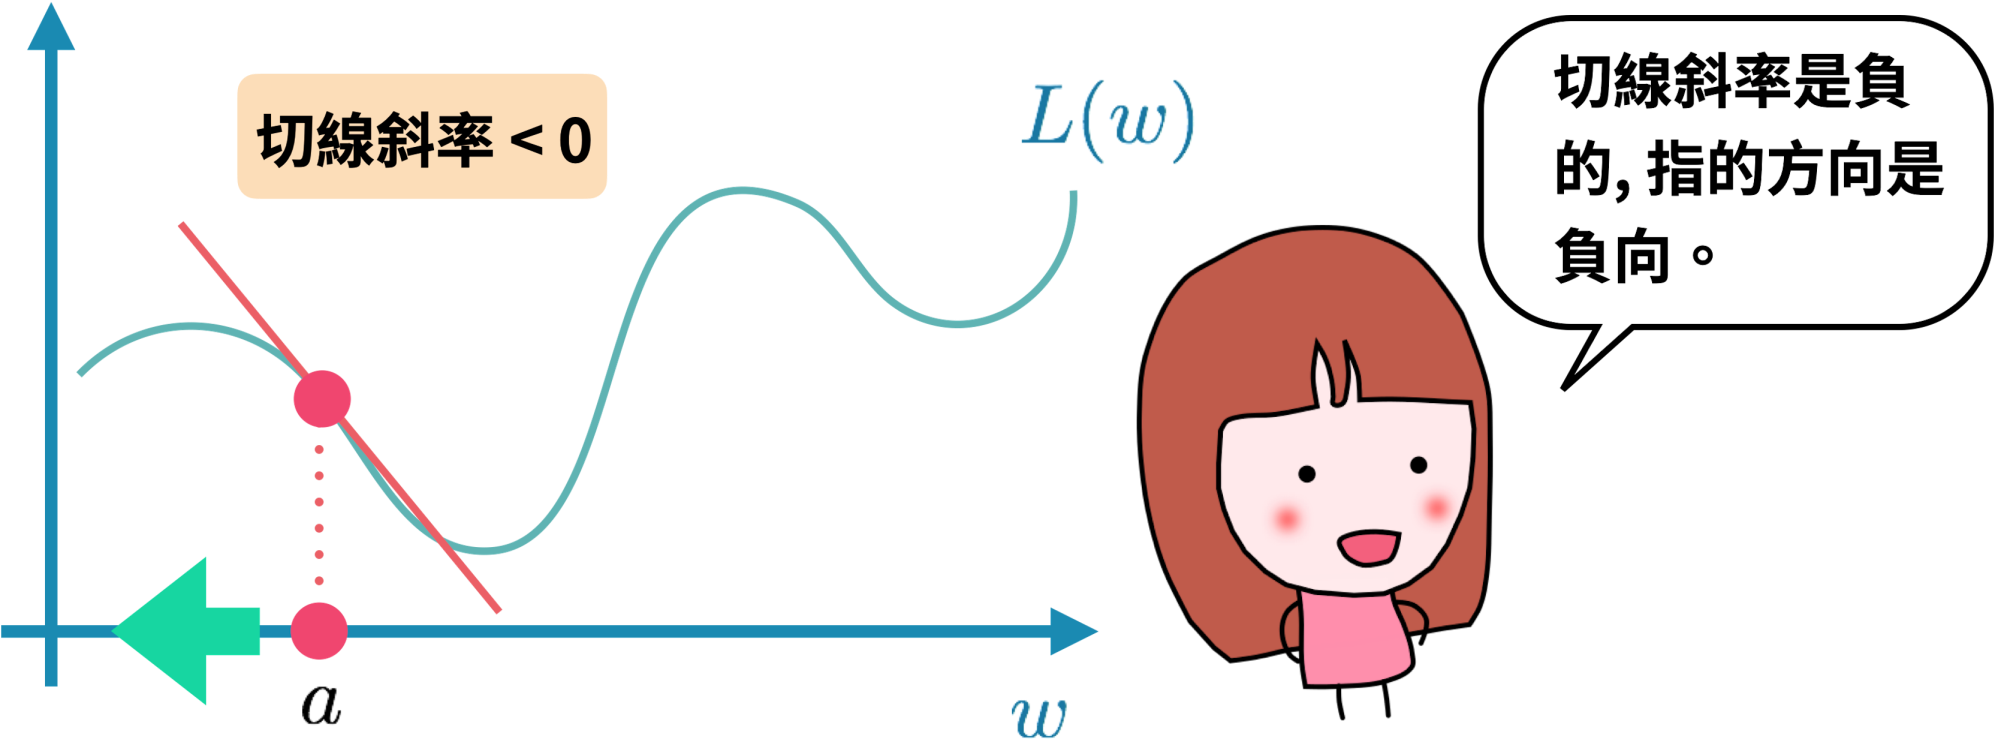 切線斜率 < 0
L(w)
切線斜率是負
的, 指的方向是
負向。
a
w